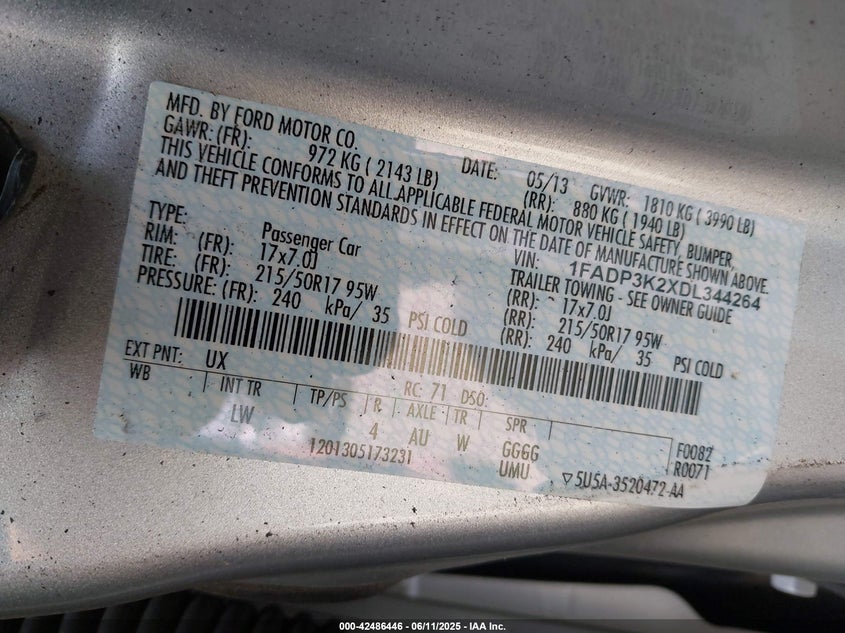 MFD. BY FORD MOTOR CO. DATE: 05/13 GVWR: 1810 KG ( 3990 LB)
GAWR: (FR): 972 KG ( 2143 LB) (RR): 880 KG ( 1940 LB)
THIS VEHICLE CONFORMS TO ALL APPLICABLE FEDERAL MOTOR VEHICLE SAFETY, BUMPER,
AND THEFT PREVENTION STANDARDS IN EFFECT ON THE DATE OF MANUFACTURE SHOWN ABOVE.
VIN: 1FADP3K2XDL344264
TYPE: Passenger Car TRAILER TOWING - SEE OWNER GUIDE
RIM: (FR): 17x7.0J (RR): 17x7.0J
TIRE: (FR): 215/50R17 95W (RR): 215/50R17 95W
PRESSURE: (FR): 240 kPa/ 35 PSI COLD (RR): 240 kPa/ 35 PSI COLD
EXT PNT: UX RC: 71 DSO:
WB INT TR TP/PS R AXLE TR SPR
LW 4 AU W GGGG F0082
1201305173231 UMU R0071
▽5USA-3520472-AA
000-42486446 - 06/11/2025 - IAA Inc.